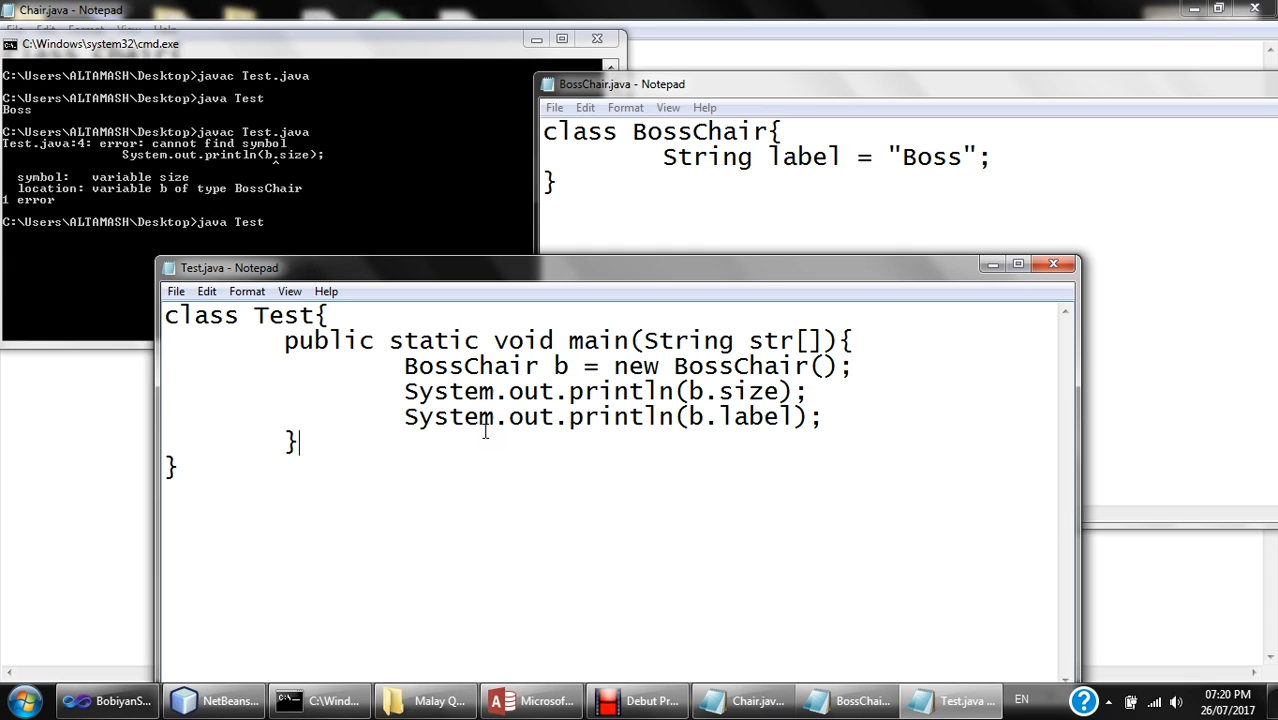 Chair.java - Notepad
C:\Windows\system32\cmd.exe
C:\Users\ALTAMASH\Desktop>javac Test.java
C:\Users\ALTAMASH\Desktop>java Test
Boss
C:\Users\ALTAMASH\Desktop>javac Test.java
Test.java:4: error: cannot find symbol
System.out.println(b.size);
^
symbol:   variable size
location: variable b of type BossChair
1 error
C:\Users\ALTAMASH\Desktop>java Test
BossChair.java - Notepad
File Edit Format View Help
class BossChair{
String label = "Boss";
}
Test.java - Notepad
File Edit Format View Help
class Test{
public static void main(String str[]){
BossChair b = new BossChair();
System.out.println(b.size);
System.out.println(b.label);
}
}
BobiyanS... NetBeans... C:\Wind... Malay Q... Microsof... Debut Pr... Chair.jav... BossChai... Test.java ... EN
07:20 PM
26/07/2017